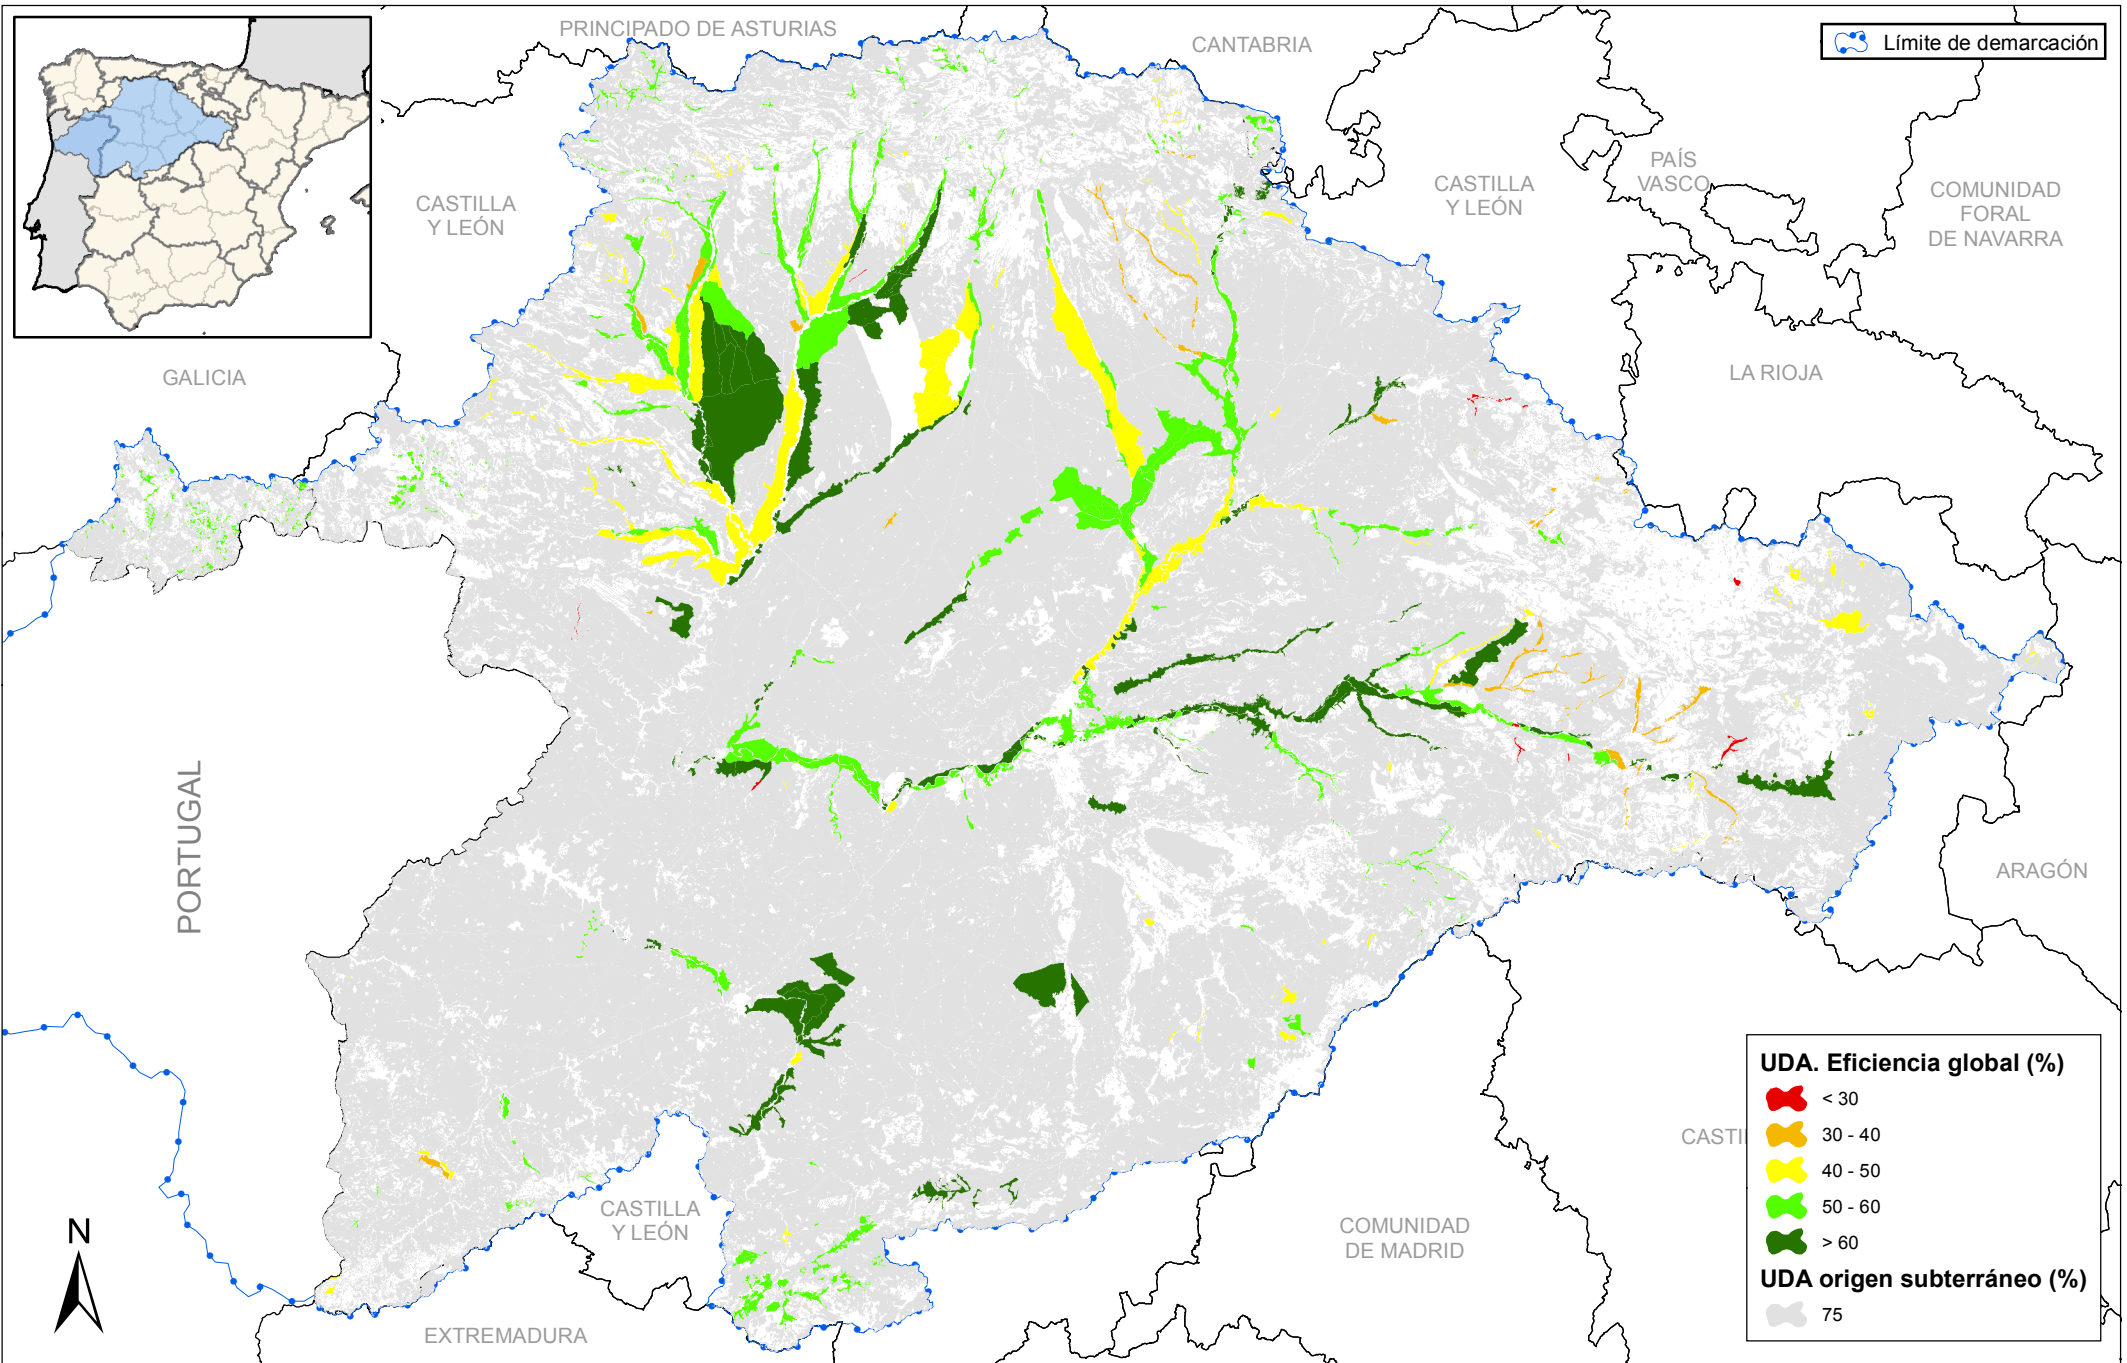 PRINCIPADO DE ASTURIAS
CANTABRIA
Límite de demarcación
CASTILLA
Y LEÓN
CASTILLA
Y LEÓN
PAÍS
VASCO
COMUNIDAD
FORAL
DE NAVARRA
GALICIA
LA RIOJA
PORTUGAL
ARAGÓN
CASTI
CASTILLA
Y LEÓN
COMUNIDAD
DE MADRID
EXTREMADURA
N
UDA. Eficiencia global (%)
< 30
30 - 40
40 - 50
50 - 60
> 60
UDA origen subterráneo (%)
75